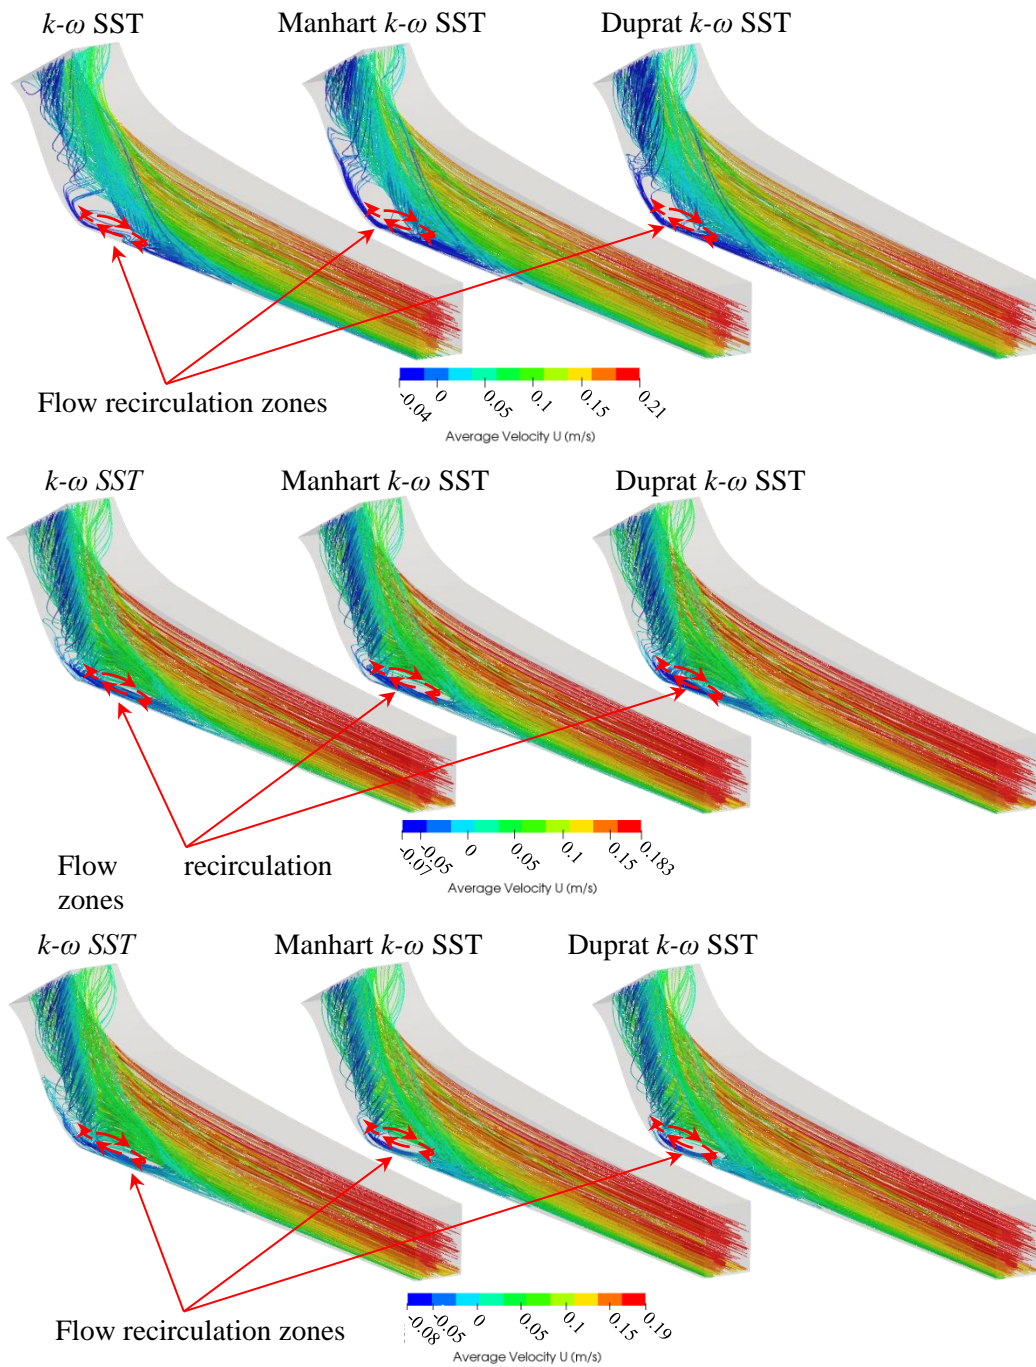 k-ω SST Manhart k-ω SST Duprat k-ω SST
Flow recirculation zones
-0.04 0 0.05 0.1 0.15 0.21
Average Velocity U (m/s)
k-ω SST Manhart k-ω SST Duprat k-ω SST
-0.07 -0.05 0 0.05 0.1 0.15 0.183
Flow recirculation
zones
Average Velocity U (m/s)
k-ω SST Manhart k-ω SST Duprat k-ω SST
-0.08 -0.05 0 0.05 0.10 0.15 0.19
Flow recirculation zones
Average Velocity U (m/s)